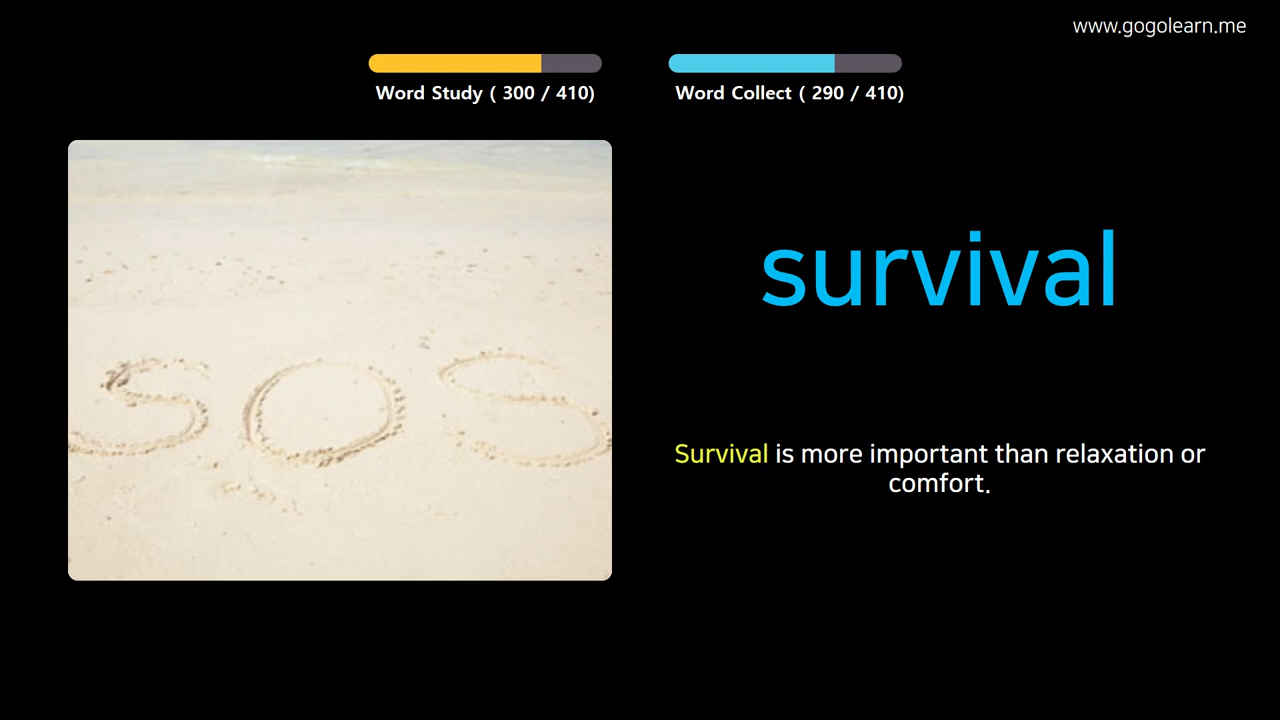 www.gogolearn.me
Word Study ( 300 / 410)
Word Collect ( 290 / 410)
SOS
survival
Survival is more important than relaxation or
comfort.